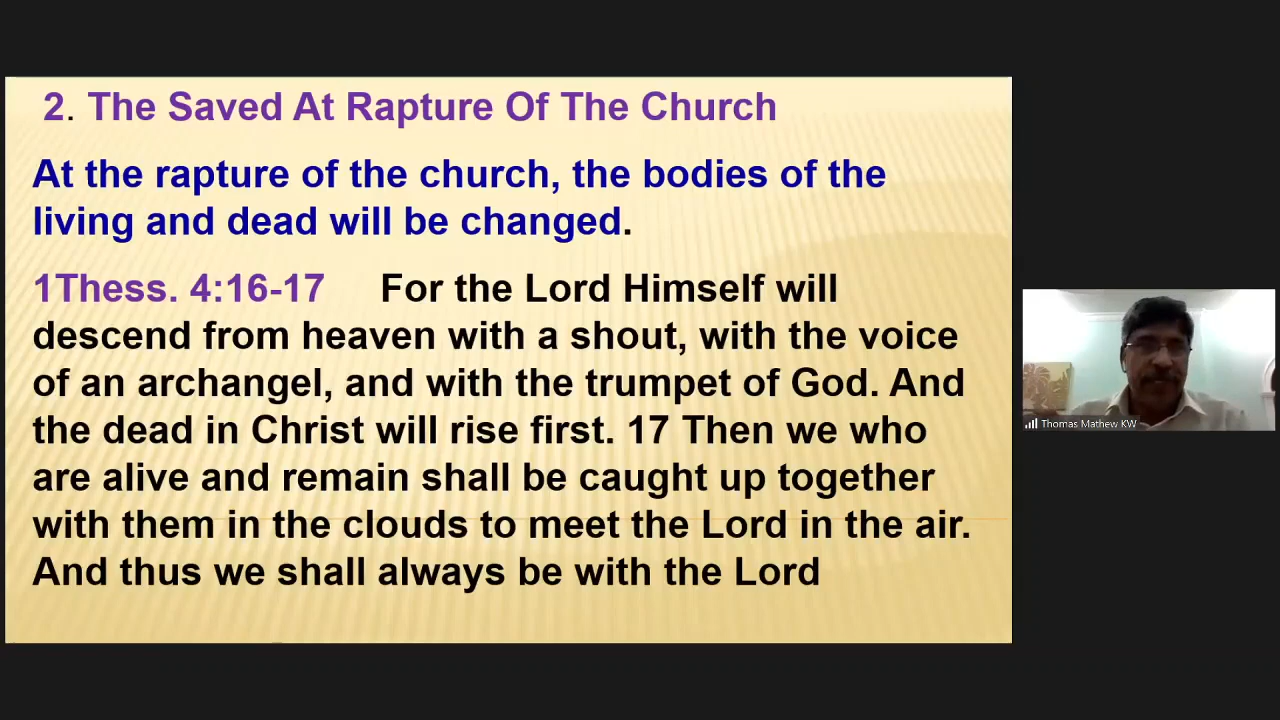 2. The Saved At Rapture Of The Church
At the rapture of the church, the bodies of the
living and dead will be changed.
1Thess. 4:16-17 For the Lord Himself will
descend from heaven with a shout, with the voice
of an archangel, and with the trumpet of God. And
the dead in Christ will rise first. 17 Then we who
are alive and remain shall be caught up together
with them in the clouds to meet the Lord in the air.
And thus we shall always be with the Lord
Thomas Mathew KW